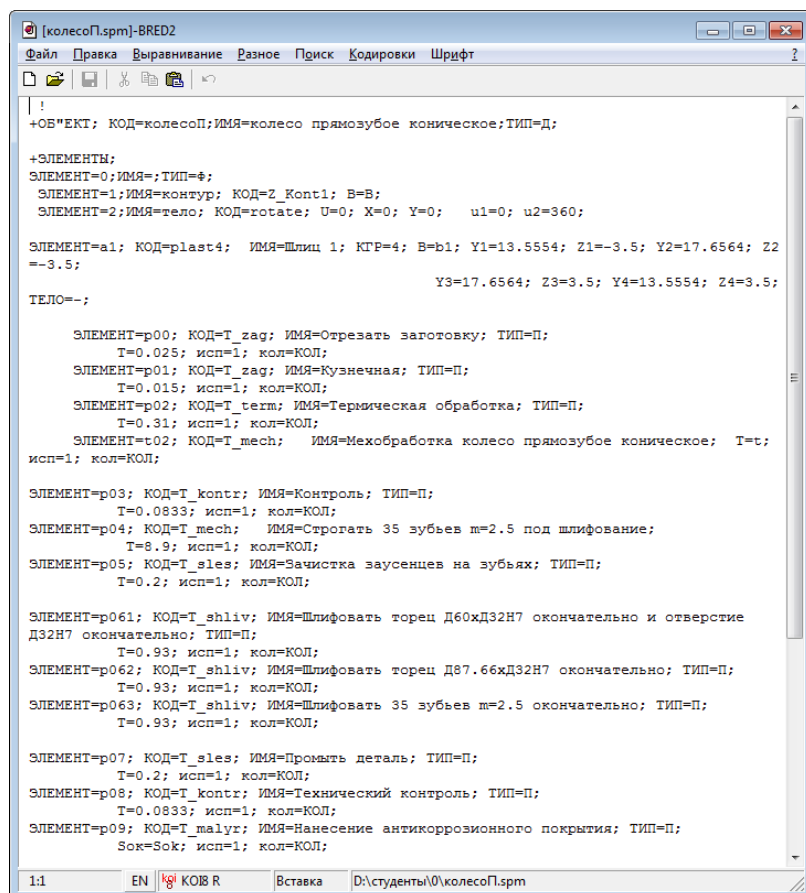 [колесоП.spm]-BRED2
Файл Правка Выравнивание Разное Поиск Кодировки Шрифт ?
!
+ОБ"ЕКТ; КОД=колесоП;ИМЯ=колесо прямозубое коническое;ТИП=Д;
+ЭЛЕМЕНТЫ;
ЭЛЕМЕНТ=0;ИМЯ=;ТИП=Ф;
ЭЛЕМЕНТ=1;ИМЯ=контур; КОД=Z_Kont1; B=B;
ЭЛЕМЕНТ=2;ИМЯ=тело; КОД=rotate; U=0; X=0; Y=0; u1=0; u2=360;
ЭЛЕМЕНТ=a1; КОД=plast4; ИМЯ=Шлиц 1; КГР=4; B=b1; Y1=13.5554; Z1=-3.5; Y2=17.6564; Z2
=-3.5;
Y3=17.6564; Z3=3.5; Y4=13.5554; Z4=3.5;
ТЕЛО=-;
ЭЛЕМЕНТ=p00; КОД=T_zag; ИМЯ=Отрезать заготовку; ТИП=П;
T=0.025; исп=1; кол=КОЛ;
ЭЛЕМЕНТ=p01; КОД=T_zag; ИМЯ=Кузнечная; ТИП=П;
T=0.015; исп=1; кол=КОЛ;
ЭЛЕМЕНТ=p02; КОД=T_term; ИМЯ=Термическая обработка; ТИП=П;
T=0.31; исп=1; кол=КОЛ;
ЭЛЕМЕНТ=t02; КОД=T_mech; ИМЯ=Мехобработка колесо прямозубое коническое; T=t;
исп=1; кол=КОЛ;
ЭЛЕМЕНТ=p03; КОД=T_kontr; ИМЯ=Контроль; ТИП=П;
T=0.0833; исп=1; кол=КОЛ;
ЭЛЕМЕНТ=p04; КОД=T_mech; ИМЯ=Строгать 35 зубьев m=2.5 под шлифование;
T=8.9; исп=1; кол=КОЛ;
ЭЛЕМЕНТ=p05; КОД=T_sles; ИМЯ=Зачистка заусенцев на зубьях; ТИП=П;
T=0.2; исп=1; кол=КОЛ;
ЭЛЕМЕНТ=p061; КОД=T_shliv; ИМЯ=Шлифовать торец Д60хД32Н7 окончательно и отверстие
Д32Н7 окончательно; ТИП=П;
T=0.93; исп=1; кол=КОЛ;
ЭЛЕМЕНТ=p062; КОД=T_shliv; ИМЯ=Шлифовать торец Д87.66хД32Н7 окончательно; ТИП=П;
T=0.93; исп=1; кол=КОЛ;
ЭЛЕМЕНТ=p063; КОД=T_shliv; ИМЯ=Шлифовать 35 зубьев m=2.5 окончательно; ТИП=П;
T=0.93; исп=1; кол=КОЛ;
ЭЛЕМЕНТ=p07; КОД=T_sles; ИМЯ=Промыть деталь; ТИП=П;
T=0.2; исп=1; кол=КОЛ;
ЭЛЕМЕНТ=p08; КОД=T_kontr; ИМЯ=Технический контроль; ТИП=П;
T=0.0833; исп=1; кол=КОЛ;
ЭЛЕМЕНТ=p09; КОД=T_malyr; ИМЯ=Нанесение антикоррозионного покрытия; ТИП=П;
Sok=Sok; исп=1; кол=КОЛ;
1:1 EN koi KOI8 R Вставка D:\студенты\0\колесоП.spm